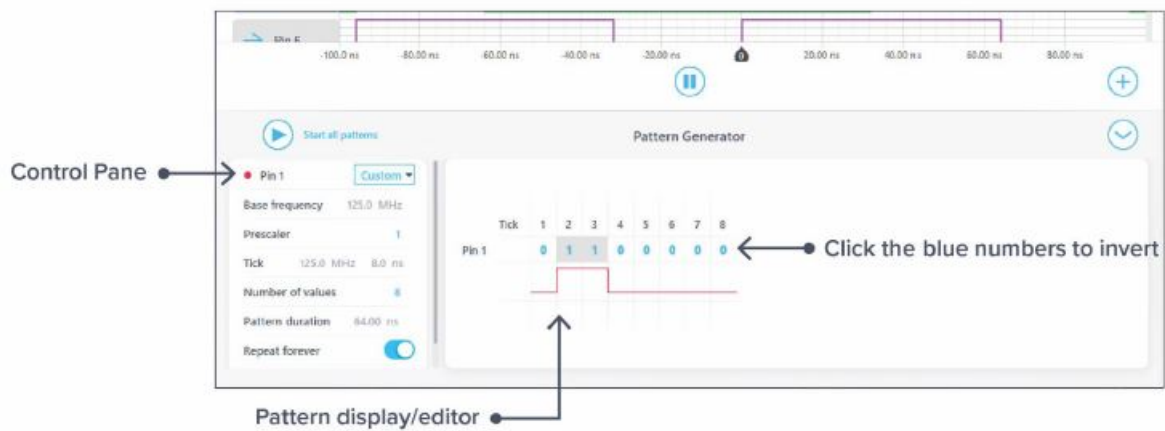 Pin 5
-100.0 ns -80.00 ns -60.00 ns -40.00 ns -20.00 ns 0 20.00 ns 40.00 ns 60.00 ns 80.00 ns
Start all patterns
Pattern Generator
Control Pane
Pin 1 Custom
Base frequency 125.0 MHz
Prescaler 1
Tick 125.0 MHz 8.0 ns
Number of values 8
Pattern duration 64.00 ns
Repeat forever
Tick 1 2 3 4 5 6 7 8
Pin 1 0 1 1 0 0 0 0 0
Click the blue numbers to invert
Pattern display/editor